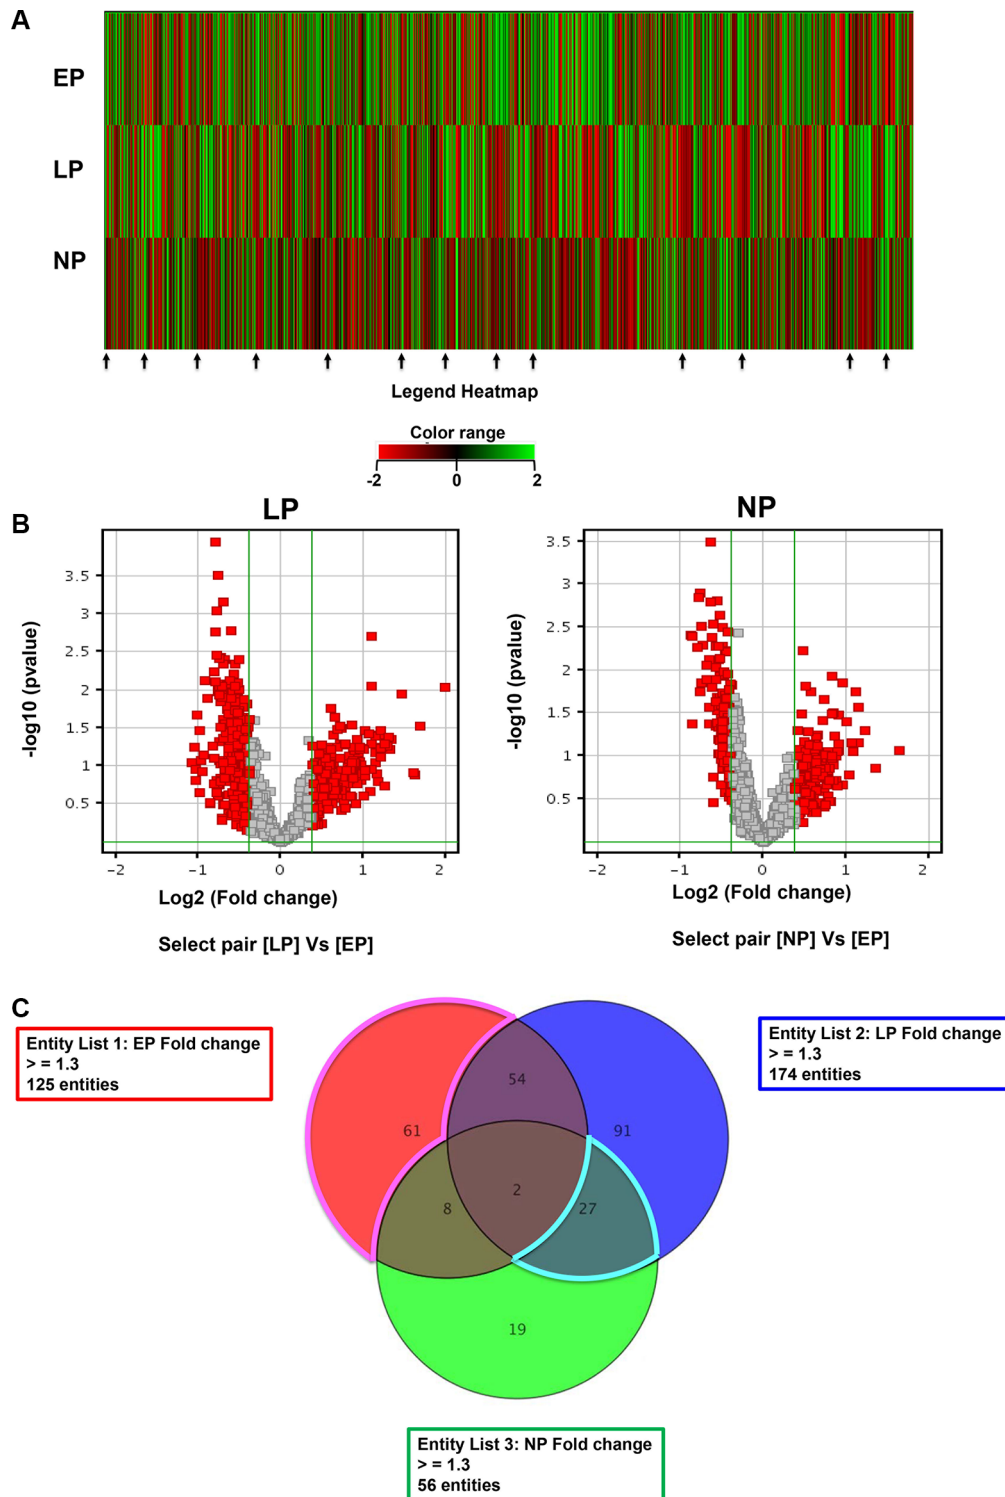 A
EP
LP
NP
Legend Heatmap
Color range
-2 0 2
B
LP
NP
-log10 (pvalue)
3.5
3
2.5
2
1.5
1
0.5
−2 −1 0 1 2
Log2 (Fold change)
Select pair [LP] Vs [EP]
-log10 (pvalue)
3.5
3
2.5
2
1.5
1
0.5
−2 −1 0 1 2
Log2 (Fold change)
Select pair [NP] Vs [EP]
C
Entity List 1: EP Fold change
> = 1.3
125 entities
Entity List 2: LP Fold change
> = 1.3
174 entities
54
61
91
2
8
27
19
Entity List 3: NP Fold change
> = 1.3
56 entities